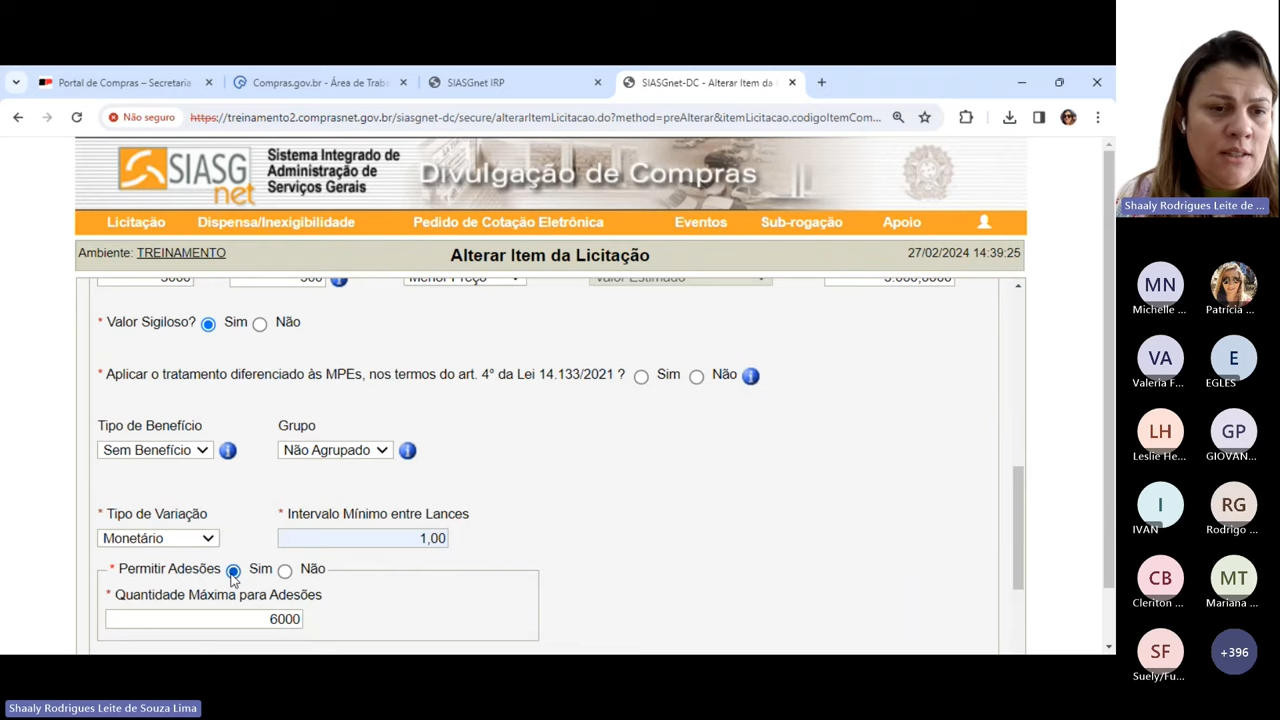 Portal de Compras – Secretaria
Compras.gov.br - Área de Trab
SIASGnet IRP
SIASGnet-DC - Alterar Item da
Não seguro
https://treinamento2.comprasnet.gov.br/siasgnet-dc/secure/alterarItemLicitacao.do?method=preAlterar&itemLicitacao.codigoItemCom...
SIASG
net
Sistema Integrado de
Administração de
Serviços Gerais
Divulgação de Compras
Licitação Dispensa/Inexigibilidade Pedido de Cotação Eletrônica Eventos Sub-rogação Apoio
Ambiente: TREINAMENTO
Alterar Item da Licitação
27/02/2024 14:39:25
Menor Preço
Valor Estimado
* Valor Sigiloso? Sim Não
* Aplicar o tratamento diferenciado às MPEs, nos termos do art. 4º da Lei 14.133/2021 ? Sim Não
Tipo de Benefício Grupo
Sem Benefício Não Agrupado
* Tipo de Variação * Intervalo Mínimo entre Lances
Monetário 1,00
* Permitir Adesões Sim Não
* Quantidade Máxima para Adesões
6000
Shaaly Rodrigues Leite de ...
MN
Michelle ...
Patrícia ...
VA
Valeria F...
E
EGLES
LH
Leslie He...
GP
GIOVAN...
I
IVAN
RG
Rodrigo ...
CB
Cleriton ...
MT
Mariana ...
SF
Suely/Fu...
+396
Shaaly Rodrigues Leite de Souza Lima